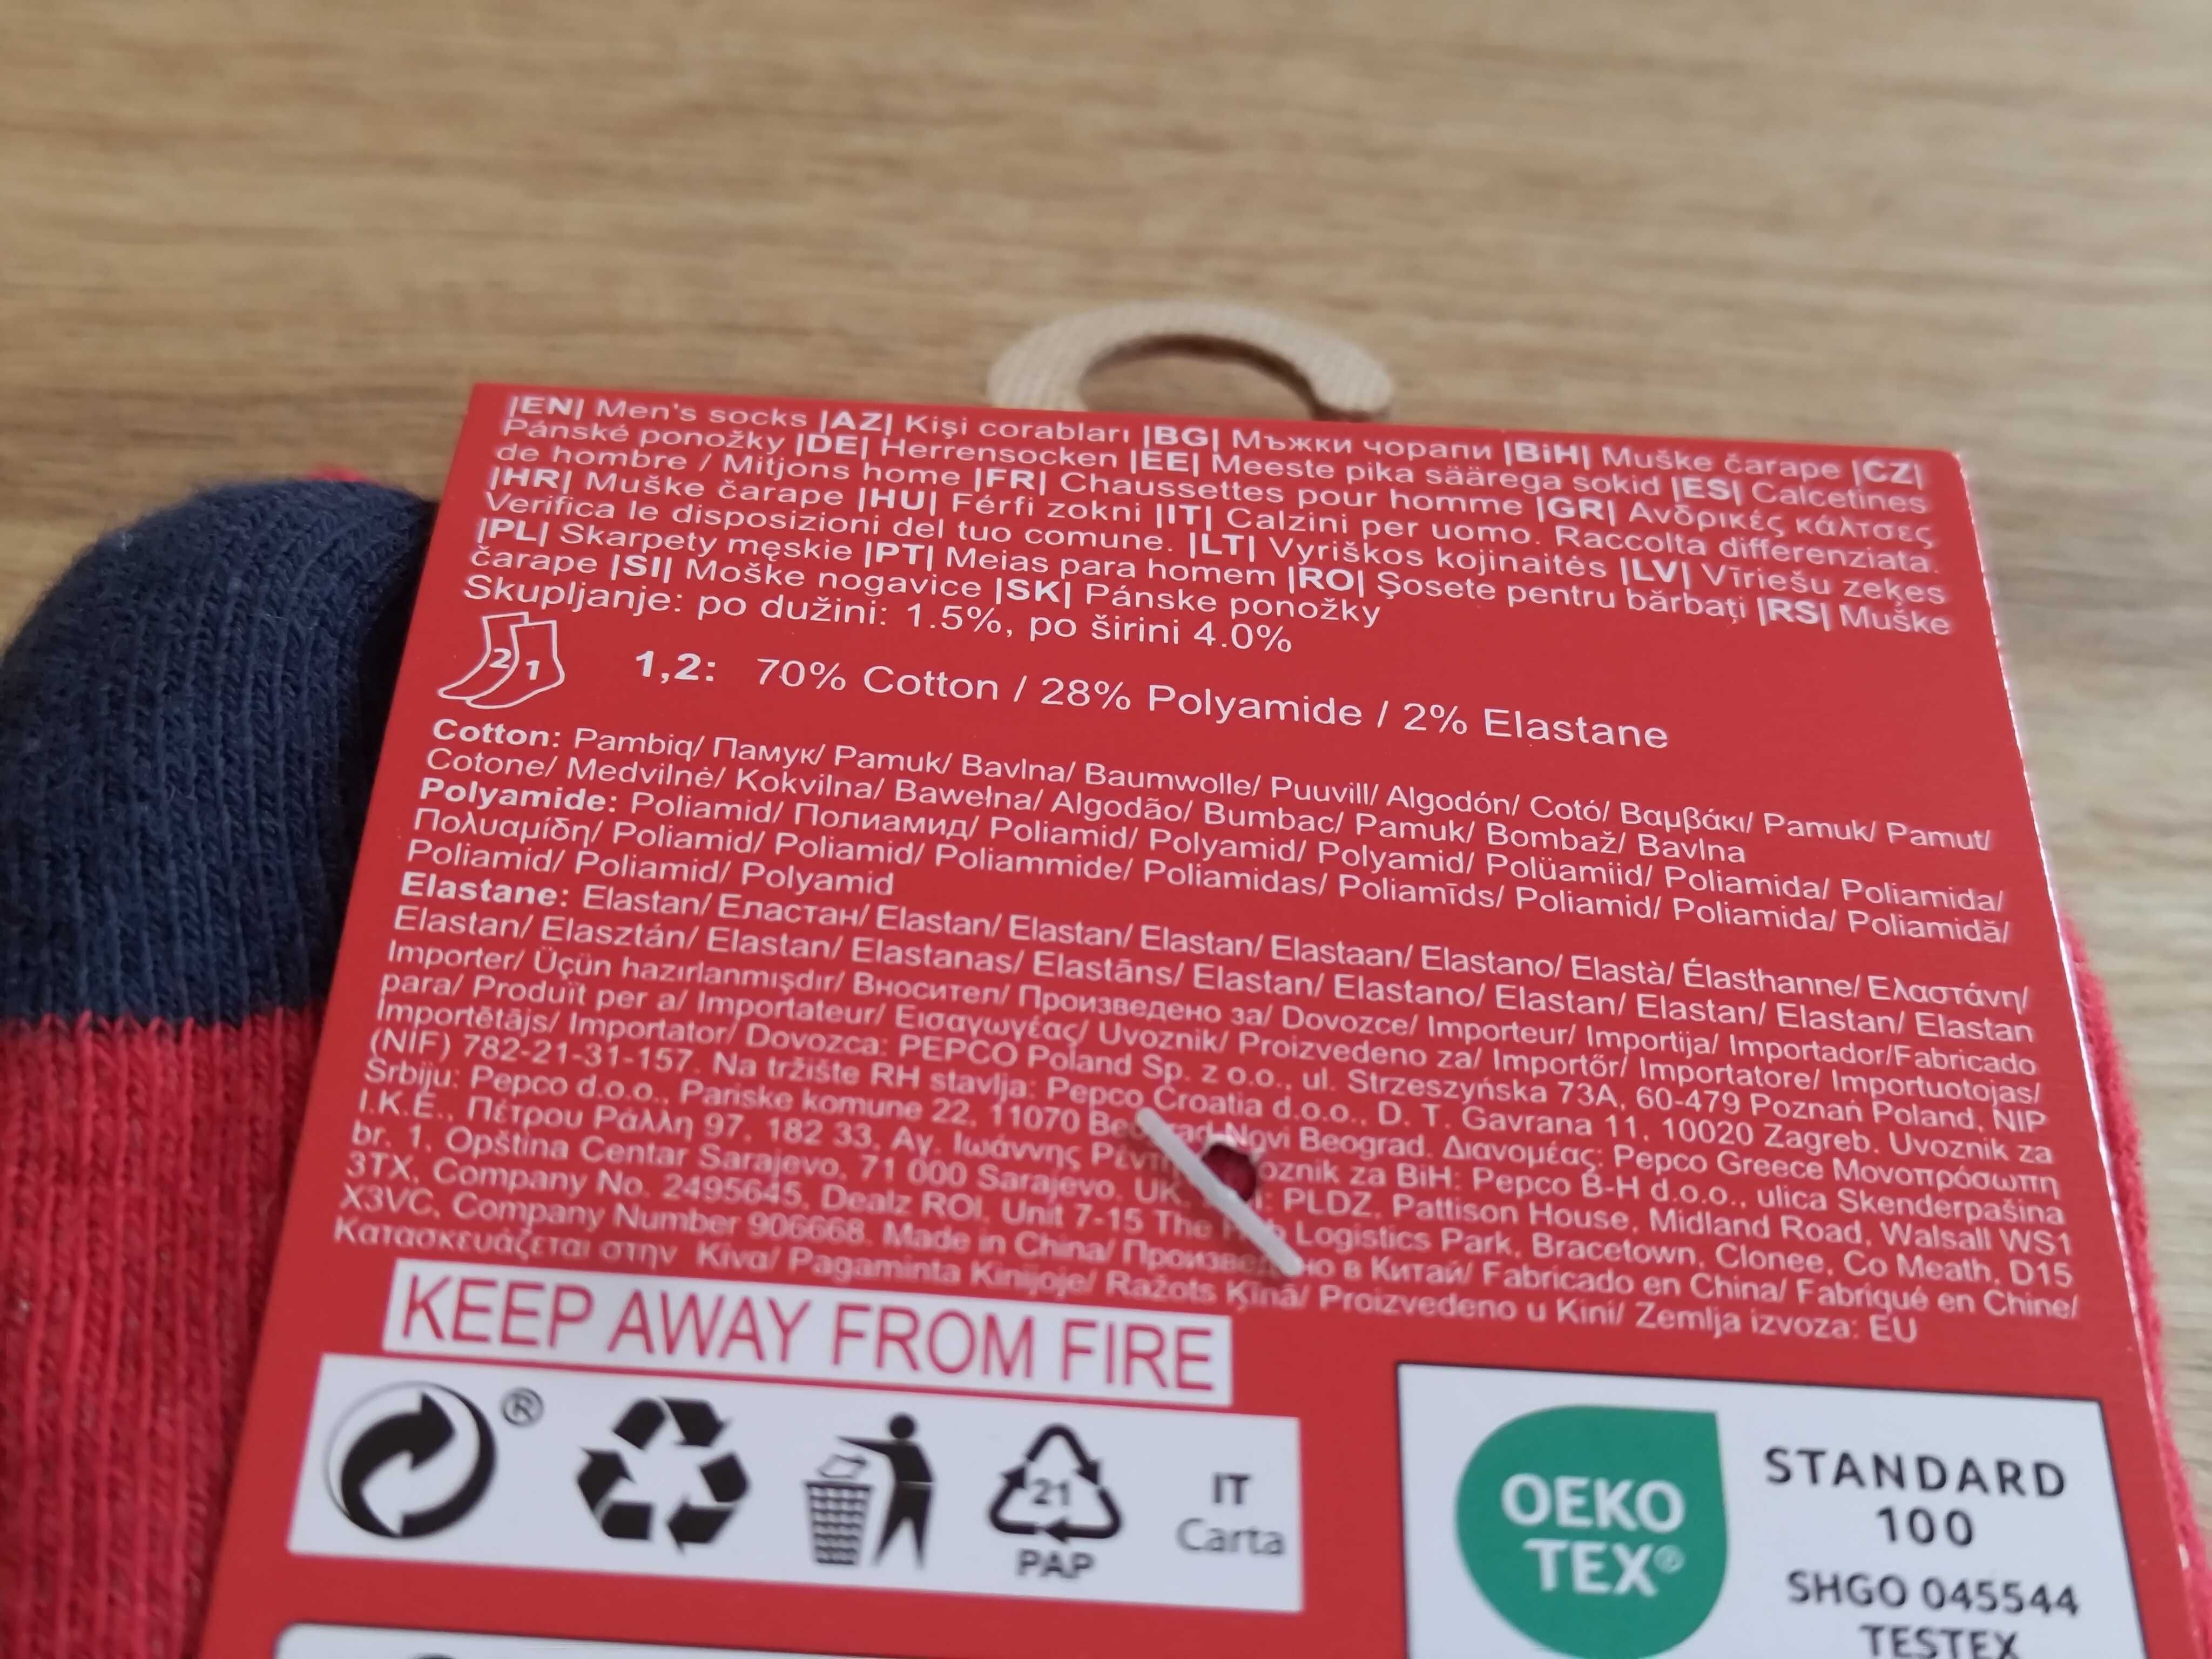 |EN| Men's socks |AZ| Kişi corabları |BG| Мъжки чорапи |BiH| Muške čarape |CZ|
Pánské ponožky |DE| Herrensocken |EE| Meeste pika säärega sokid |ES| Calcetines
de hombre / Mitjons home |FR| Chaussettes pour homme |GR| Ανδρικές κάλτσες
|HR| Muške čarape |HU| Férfi zokni |IT| Calzini per uomo. Raccolta differenziata.
Verifica le disposizioni del tuo comune. |LT| Vyriškos kojinaitės |LV| Vīriešu zeķes
|PL| Skarpety męskie |PT| Meias para homem |RO| Şosete pentru bărbaţi |RS| Muške
čarape |SI| Moške nogavice |SK| Pánske ponožky
Skupljanje: po dužini: 1.5%, po širini 4.0%
2 1 1,2: 70% Cotton / 28% Polyamide / 2% Elastane
Cotton: Pambiq/ Памук/ Pamuk/ Bavlna/ Baumwolle/ Puuvill/ Algodón/ Cotó/ Βαμβάκι/ Pamuk/ Pamut/
Cotone/ Medvilnė/ Kokvilna/ Bawełna/ Algodão/ Bumbac/ Pamuk/ Bombaž/ Bavlna
Polyamide: Poliamid/ Полиамид/ Poliamid/ Polyamid/ Polyamid/ Polüamiid/ Poliamida/ Poliamida/
Πολυαμίδη/ Poliamid/ Poliamid/ Poliammide/ Poliamidas/ Poliamīds/ Poliamid/ Poliamida/ Poliamidă/
Poliamid/ Poliamid/ Polyamid
Elastane: Elastan/ Еластан/ Elastan/ Elastan/ Elastan/ Elastaan/ Elastano/ Elastà/ Élasthanne/ Ελαστάνη/
Elastan/ Elasztán/ Elastan/ Elastanas/ Elastāns/ Elastan/ Elastano/ Elastan/ Elastan/ Elastan/ Elastan
Importer/ Üçün hazırlanmışdır/ Вносител/ Произведено за/ Dovozce/ Importeur/ Importija/ Importador/Fabricado
para/ Produït per a/ Importateur/ Εισαγωγέας/ Uvoznik/ Proizvedeno za/ Importőr/ Importatore/ Importuotojas/
Importētājs/ Importator/ Dovozca: PEPCO Poland Sp. z o.o., ul. Strzeszyńska 73A, 60-479 Poznań Poland, NIP
(NIF) 782-21-31-157. Na tržište RH stavlja: Pepco Croatia d.o.o., D. T. Gavrana 11, 10020 Zagreb. Uvoznik za
Srbiju: Pepco d.o.o., Pariske komune 22, 11070 Novi Beograd. Διανομέας: Pepco Greece Μονοπρόσωπη
Ι.Κ.Ε., Πέτρου Ράλλη 97, 182 33, Αγ. Ιωάννης za BiH: Pepco B-H d.o.o., ulica Skenderpašina
br. 1, Opština Centar Sarajevo, 71 000 Sarajevo. UK PLDZ, Pattison House, Midland Road, Walsall WS1
3TX, Company No. 2495645, Dealz ROI, Unit 7-15 The Logistics Park, Bracetown, Clonee, Co Meath, D15
X3VC, Company Number 906668. Made in China/ в Китай/ Fabricado en China/ Fabriqué en Chine/
Κατασκευάζεται στην Κίνα/ Pagaminta Kinijoje/ Ražots Ķīnā/ Proizvedeno u Kini/ Zemlja izvoza: EU
KEEP AWAY FROM FIRE
®
21
PAP
IT
Carta
OEKO
TEX®
STANDARD
100
SHGO 045544
TESTEX